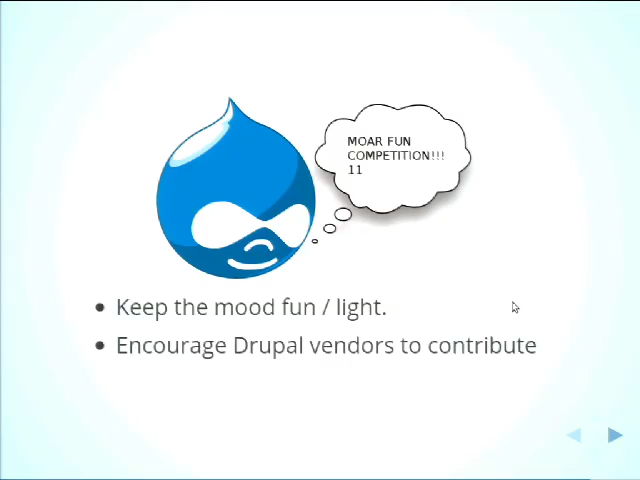 MOAR FUN
COMPETITION!!!
11
Keep the mood fun / light.
Encourage Drupal vendors to contribute